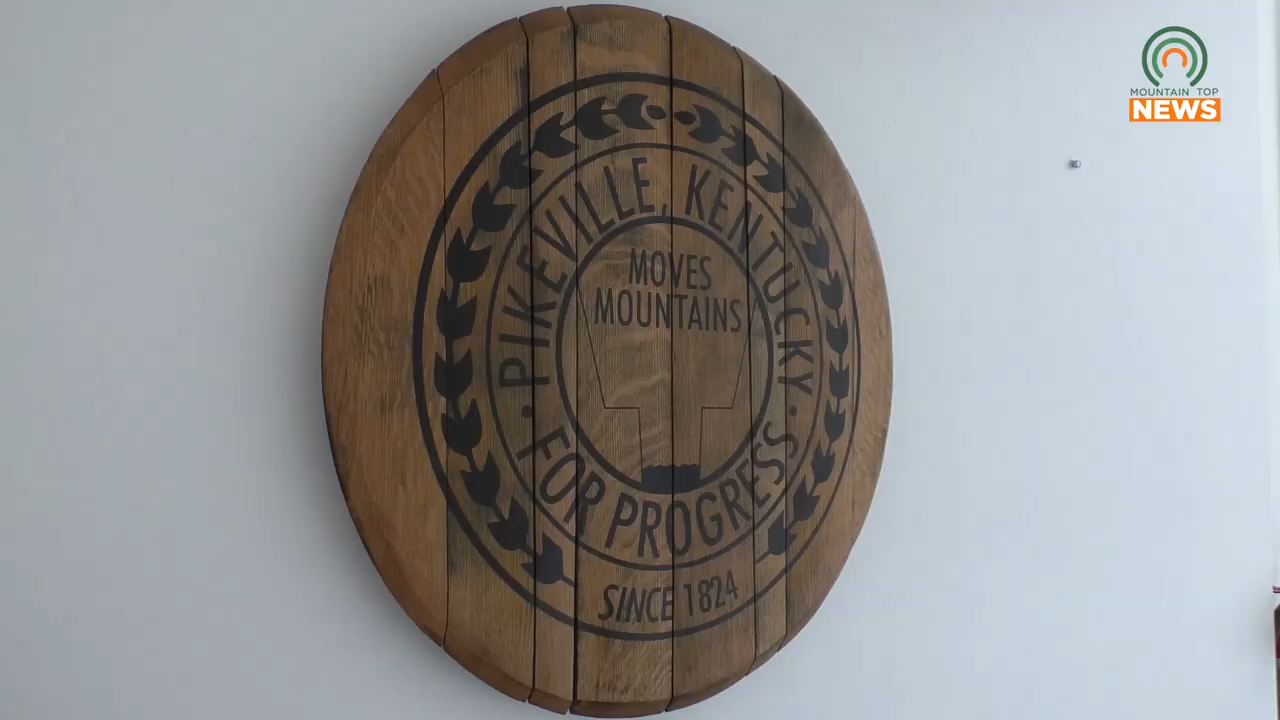 PIKEVILLE, KENTUCKY
MOVES
MOUNTAINS
FOR PROGRESS
SINCE 1824
MOUNTAIN TOP
NEWS